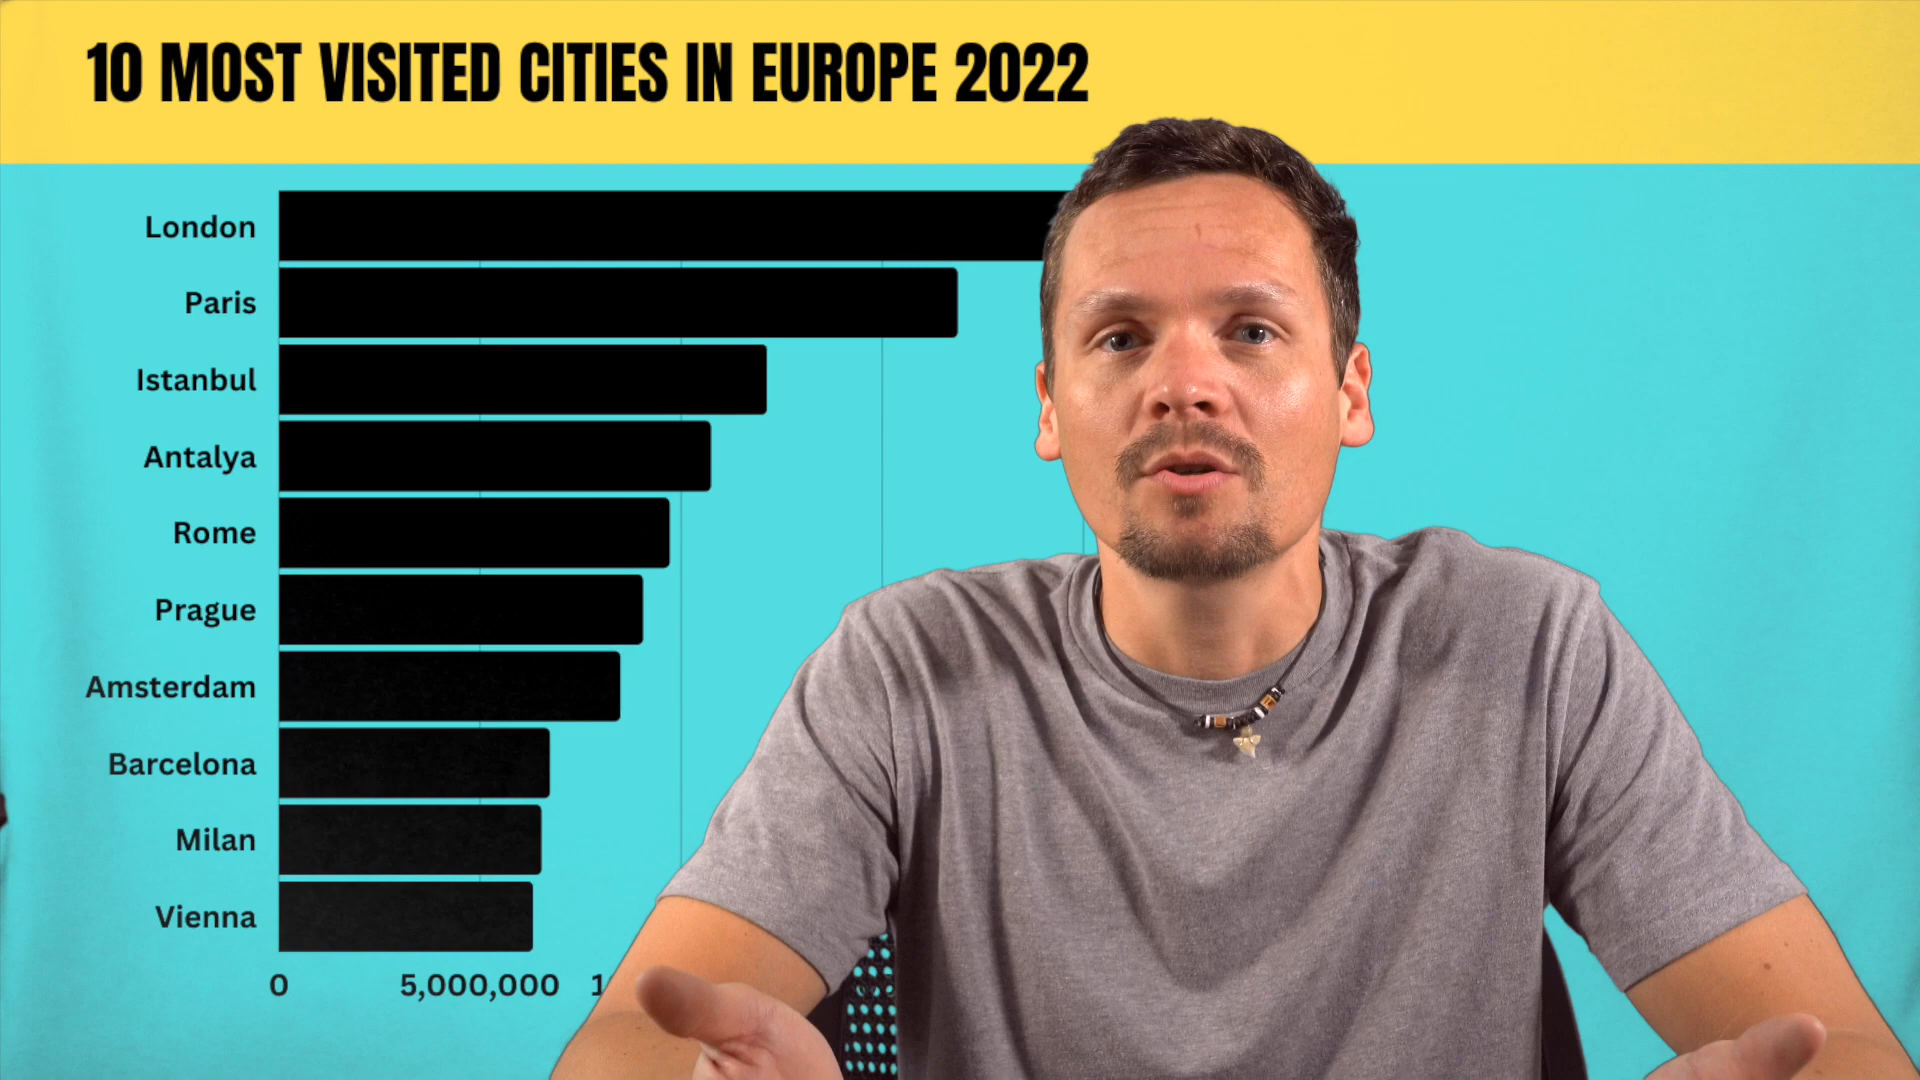 10 MOST VISITED CITIES IN EUROPE 2022
London
Paris
Istanbul
Antalya
Rome
Prague
Amsterdam
Barcelona
Milan
Vienna
0 5,000,000